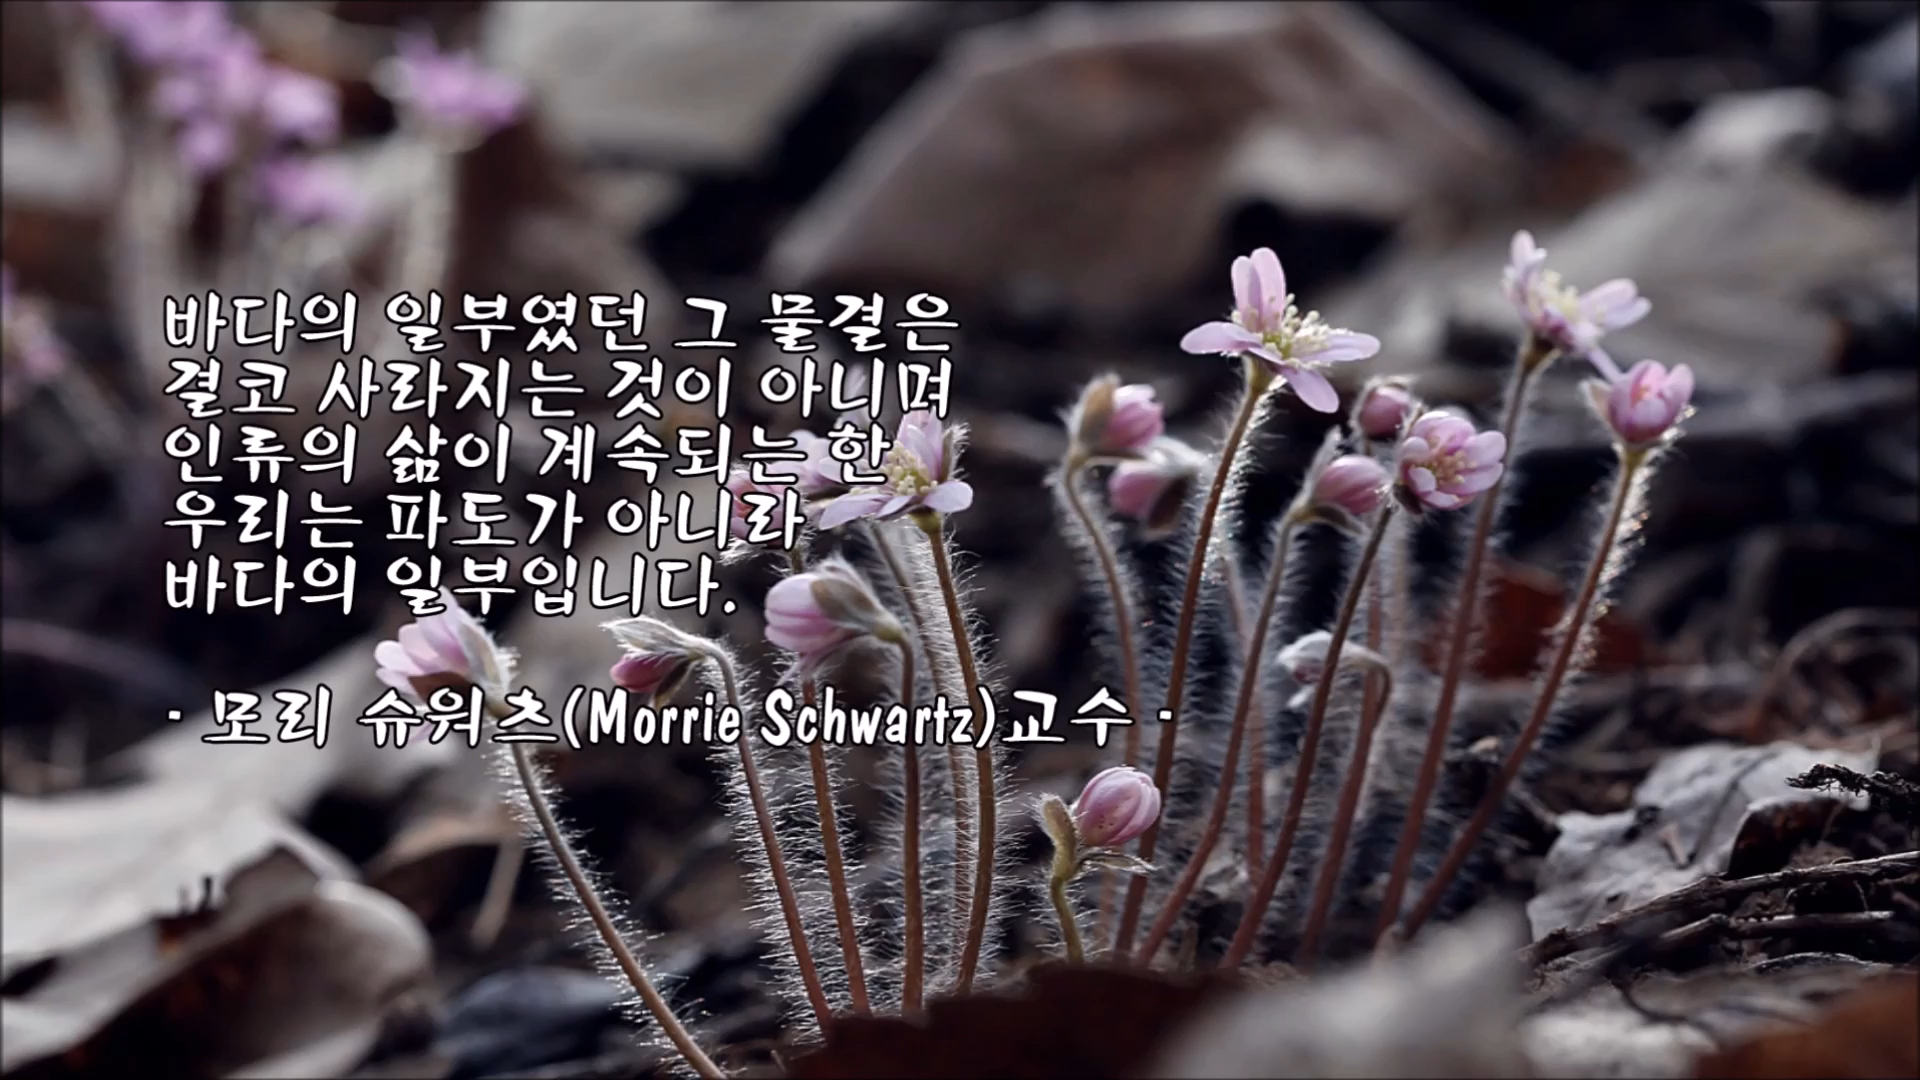 바다의 일부였던 그 물결은
결코 사라지는 것이 아니며
인류의 삶이 계속되는 한
우리는 파도가 아니라
바다의 일부입니다.
- 모리 슈워츠(Morrie Schwartz)교수 -